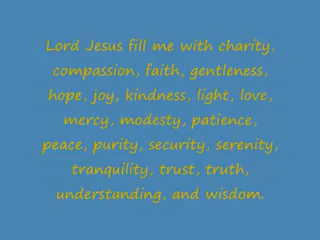 Lord Jesus fill me with charity,
compassion, faith, gentleness,
hope, joy, kindness, light, love,
mercy, modesty, patience,
peace, purity, security, serenity,
tranquility, trust, truth,
understanding, and wisdom.